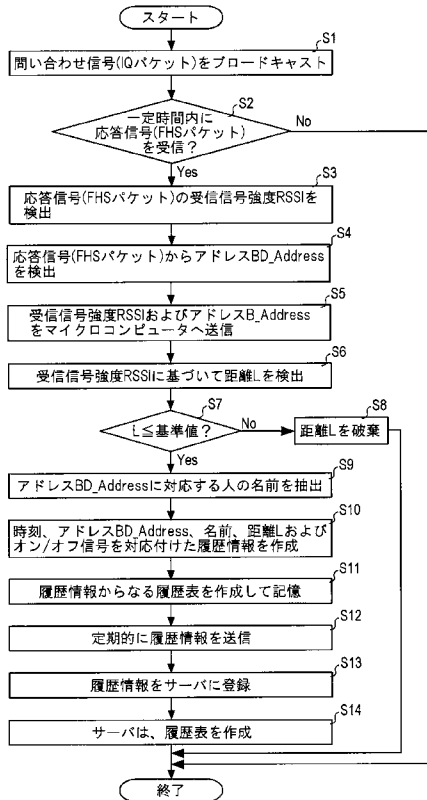 スタート
S1
問い合わせ信号(IQパケット)をブロードキャスト
S2
一定時間内に
応答信号(FHSパケット)
を受信？
No
Yes
S3
応答信号(FHSパケット)の受信信号強度RSSIを
検出
S4
応答信号(FHSパケット)からアドレスBD_Address
を検出
S5
受信信号強度RSSIおよびアドレスB_Address
をマイクロコンピュータへ送信
S6
受信信号強度RSSIに基づいて距離Lを検出
S7
L≦基準値？
No
S8
距離Lを破棄
Yes
S9
アドレスBD_Addressに対応する人の名前を抽出
S10
時刻、アドレスBD_Address、名前、距離Lおよび
オン/オフ信号を対応付けた履歴情報を作成
S11
履歴情報からなる履歴表を作成して記憶
S12
定期的に履歴情報を送信
S13
履歴情報をサーバに登録
S14
サーバは、履歴表を作成
終了